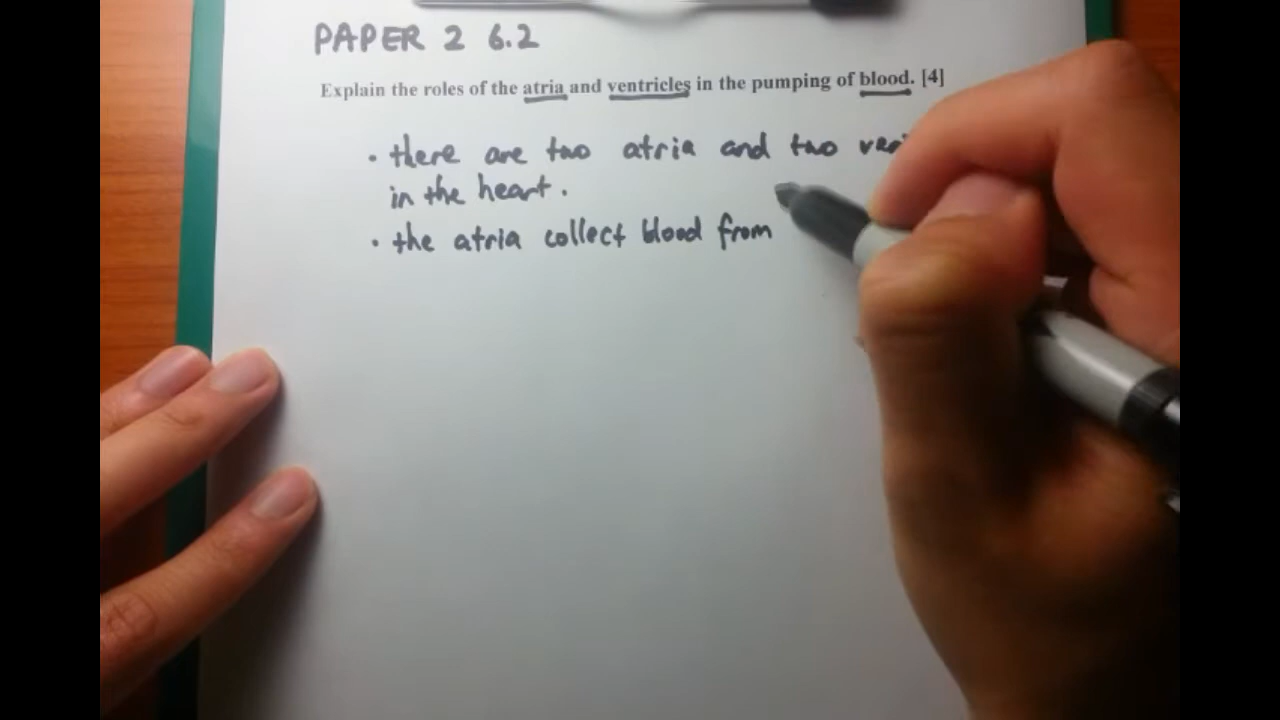 PAPER 2 6.2
Explain the roles of the atria and ventricles in the pumping of blood. [4]
• there are two atria and two
in the heart.
• the atria collect blood from